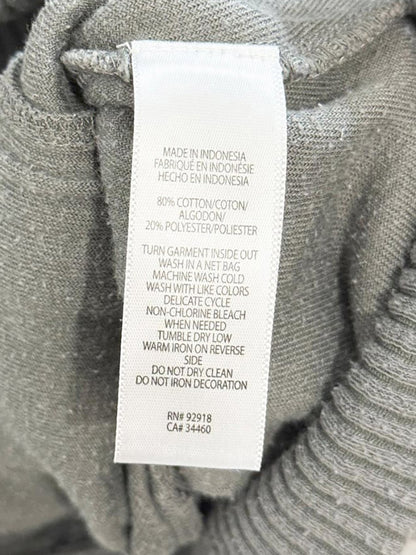 MADE IN INDONESIA
FABRIQUÉ EN INDONÉSIE
HECHO EN INDONESIA
80% COTTON/COTON/
ALGODON/
20% POLYESTER/POLIESTER
TURN GARMENT INSIDE OUT
WASH IN A NET BAG
MACHINE WASH COLD
WASH WITH LIKE COLORS
DELICATE CYCLE
NON-CHLORINE BLEACH
WHEN NEEDED
TUMBLE DRY LOW
WARM IRON ON REVERSE
SIDE
DO NOT DRY CLEAN
DO NOT IRON DECORATION
RN# 92918
CA# 34460